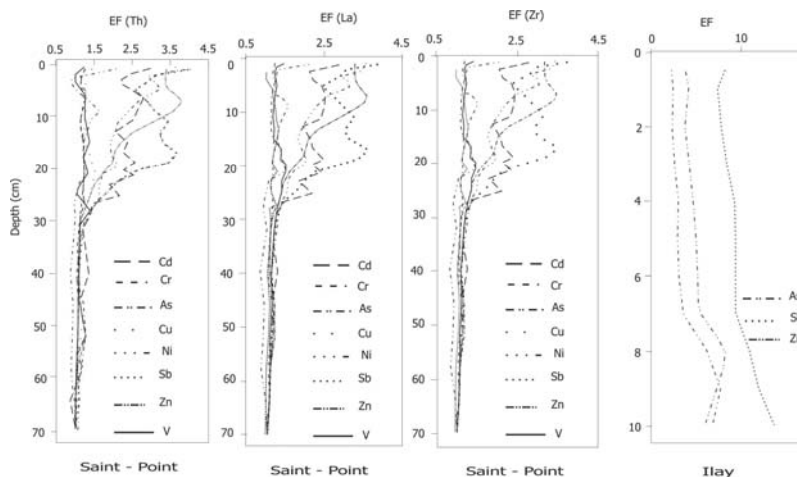 EF (Th)
0.5 1.5 2.5 3.5 4.5
0
10
20
30
40
50
60
70
Depth (cm)
Cd
Cr
As
Cu
Ni
Sb
Zn
V
Saint - Point
EF (La)
0.5 2.5 4.5
0
10
20
30
40
50
60
70
Cd
Cr
As
Cu
Ni
Sb
Zn
V
Saint - Point
EF (Zr)
0.5 2.5 4.5
0
10
20
30
40
50
60
70
Cd
Cr
As
Cu
Ni
Sb
Zn
V
Saint - Point
EF
0 10
0
2
4
6
8
10
As
Ilay